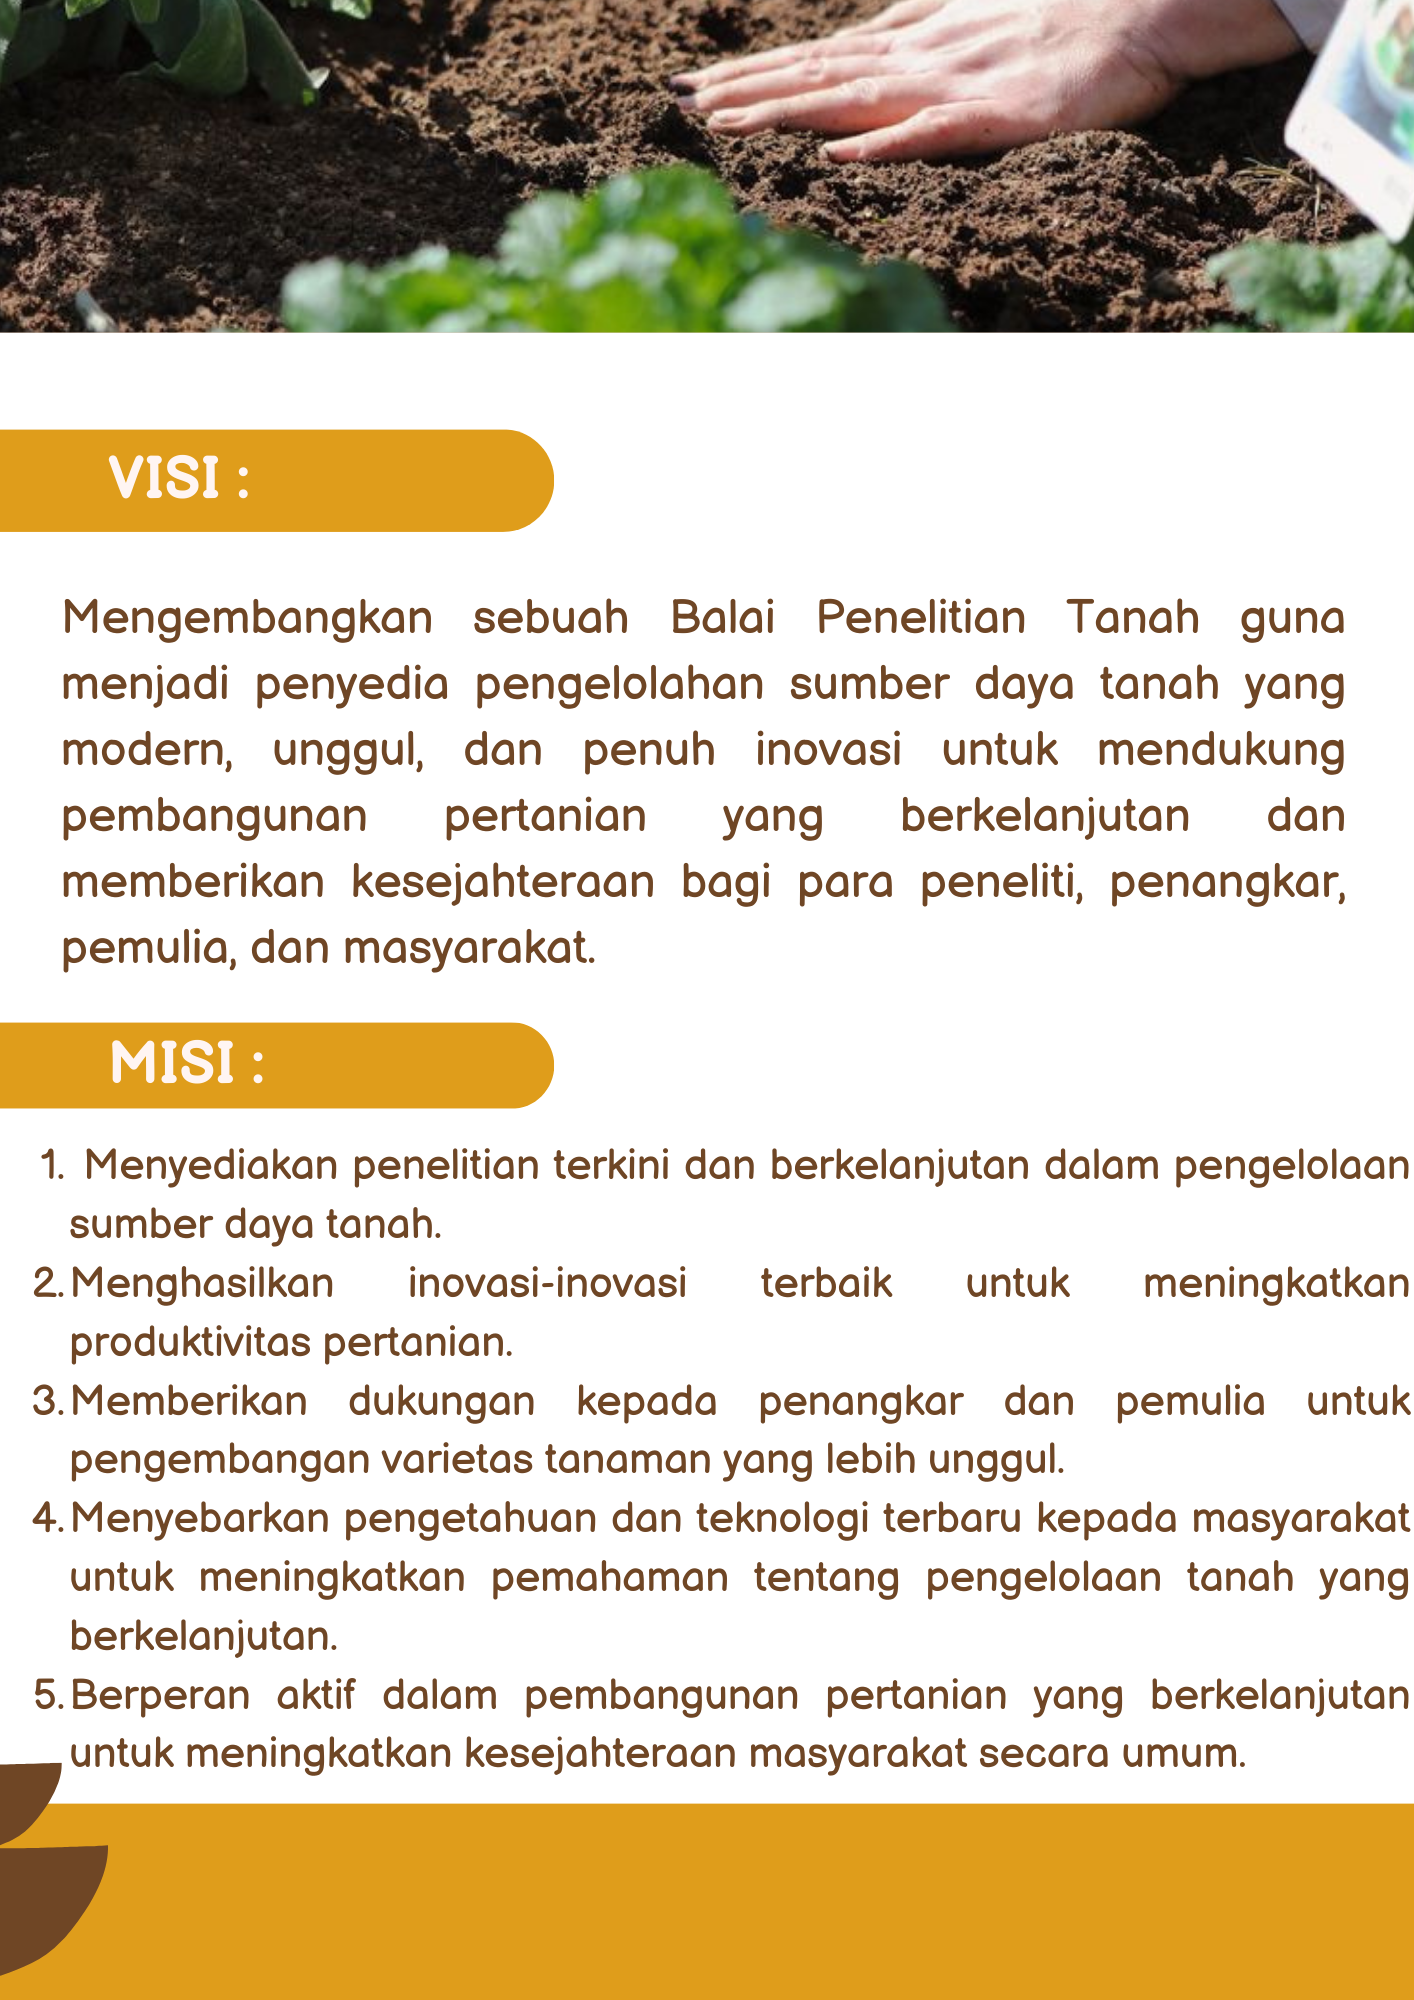 VISI :
Mengembangkan sebuah Balai Penelitian Tanah guna
menjadi penyedia pengelolahan sumber daya tanah yang
modern, unggul, dan penuh inovasi untuk mendukung
pembangunan pertanian yang berkelanjutan dan
memberikan kesejahteraan bagi para peneliti, penangkar,
pemulia, dan masyarakat.
MISI :
1. Menyediakan penelitian terkini dan berkelanjutan dalam pengelolaan
sumber daya tanah.
2. Menghasilkan inovasi-inovasi terbaik untuk meningkatkan
produktivitas pertanian.
3. Memberikan dukungan kepada penangkar dan pemulia untuk
pengembangan varietas tanaman yang lebih unggul.
4. Menyebarkan pengetahuan dan teknologi terbaru kepada masyarakat
untuk meningkatkan pemahaman tentang pengelolaan tanah yang
berkelanjutan.
5. Berperan aktif dalam pembangunan pertanian yang berkelanjutan
untuk meningkatkan kesejahteraan masyarakat secara umum.